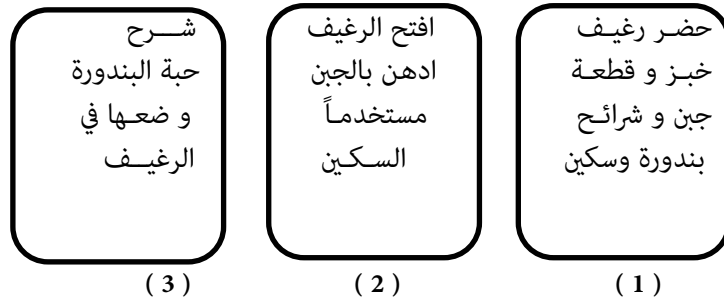 حضر رغيف
خبز و قطعة
جبن و شرائح
بندورة وسكين
( 1 )
افتح الرغيف
ادهن بالجبن
مستخدماً
السكين
( 2 )
شرح
حبة البندورة
و ضعها في
الرغيف
( 3 )